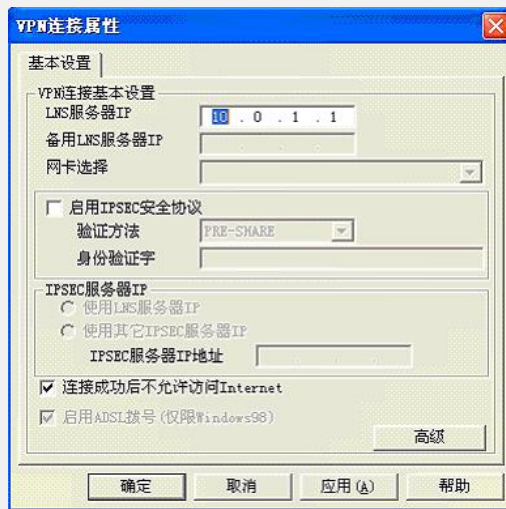 VPN连接属性
基本设置
VPN连接基本设置
LNS服务器IP
10 . 0 . 1 . 1
备用LNS服务器IP
网卡选择
启用IPSEC安全协议
验证方法
PRE-SHARE
身份验证字
IPSEC服务器IP
使用LNS服务器IP
使用其它IPSEC服务器IP
IPSEC服务器IP地址
连接成功后不允许访问Internet
启用ADSL拨号(仅限Windows98)
高级
确定 取消 应用(A) 帮助